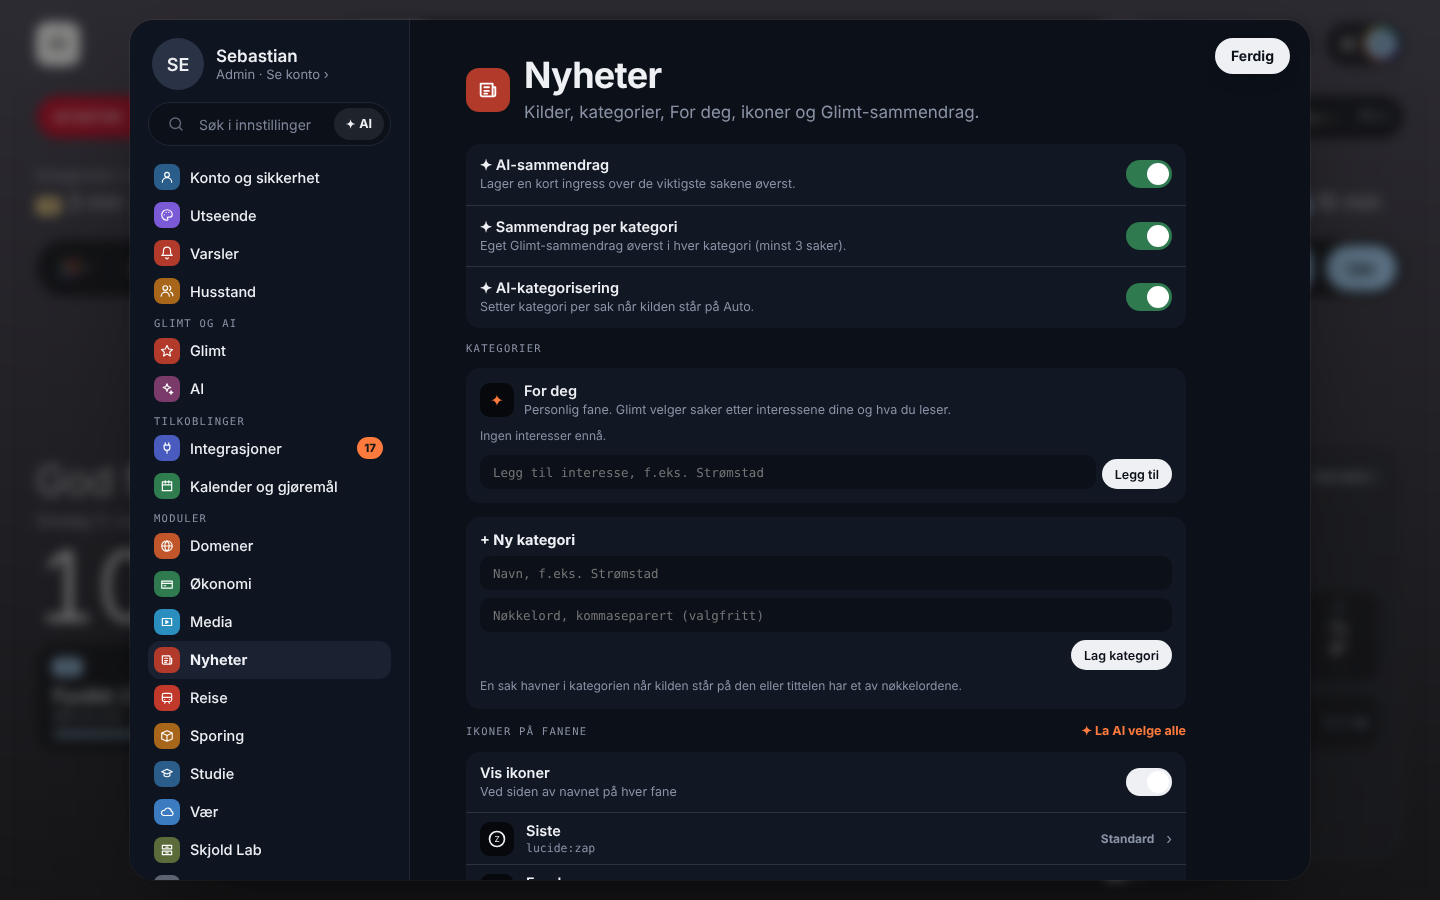 SE
Sebastian
Admin · Se konto ›
Søk i innstillinger
✦ AI
Konto og sikkerhet
Utseende
Varsler
Husstand
GLIMT OG AI
Glimt
AI
TILKOBLINGER
Integrasjoner
17
Kalender og gjøremål
MODULER
Domener
Økonomi
Media
Nyheter
Reise
Sporing
Studie
Vær
Skjold Lab
Ferdig
Nyheter
Kilder, kategorier, For deg, ikoner og Glimt-sammendrag.
✦ AI-sammendrag
Lager en kort ingress over de viktigste sakene øverst.
✦ Sammendrag per kategori
Eget Glimt-sammendrag øverst i hver kategori (minst 3 saker).
✦ AI-kategorisering
Setter kategori per sak når kilden står på Auto.
KATEGORIER
✦
For deg
Personlig fane. Glimt velger saker etter interessene dine og hva du leser.
Ingen interesser ennå.
Legg til interesse, f.eks. Strømstad
Legg til
+ Ny kategori
Navn, f.eks. Strømstad
Nøkkelord, kommaseparert (valgfritt)
Lag kategori
En sak havner i kategorien når kilden står på den eller tittelen har et av nøkkelordene.
IKONER PÅ FANENE
✦ La AI velge alle
Vis ikoner
Ved siden av navnet på hver fane
Z
Siste
lucide:zap
Standard ›